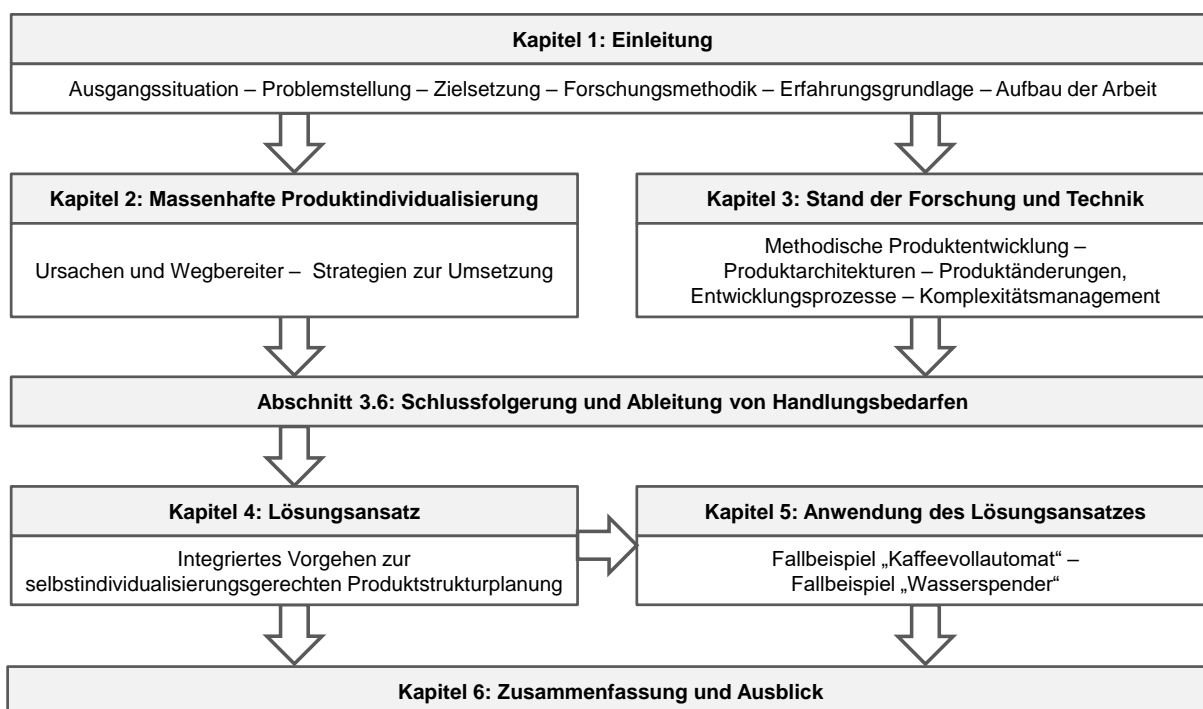 Kapitel 1: Einleitung
Ausgangssituation – Problemstellung – Zielsetzung – Forschungsmethodik – Erfahrungsgrundlage – Aufbau der Arbeit
Kapitel 2: Massenhafte Produktindividualisierung
Ursachen und Wegbereiter – Strategien zur Umsetzung
Kapitel 3: Stand der Forschung und Technik
Methodische Produktentwicklung –
Produktarchitekturen – Produktänderungen,
Entwicklungsprozesse – Komplexitätsmanagement
Abschnitt 3.6: Schlussfolgerung und Ableitung von Handlungsbedarfen
Kapitel 4: Lösungsansatz
Integriertes Vorgehen zur
selbstindividualisierungsgerechten Produktstrukturplanung
Kapitel 5: Anwendung des Lösungsansatzes
Fallbeispiel „Kaffeevollautomat“ –
Fallbeispiel „Wasserspender“
Kapitel 6: Zusammenfassung und Ausblick